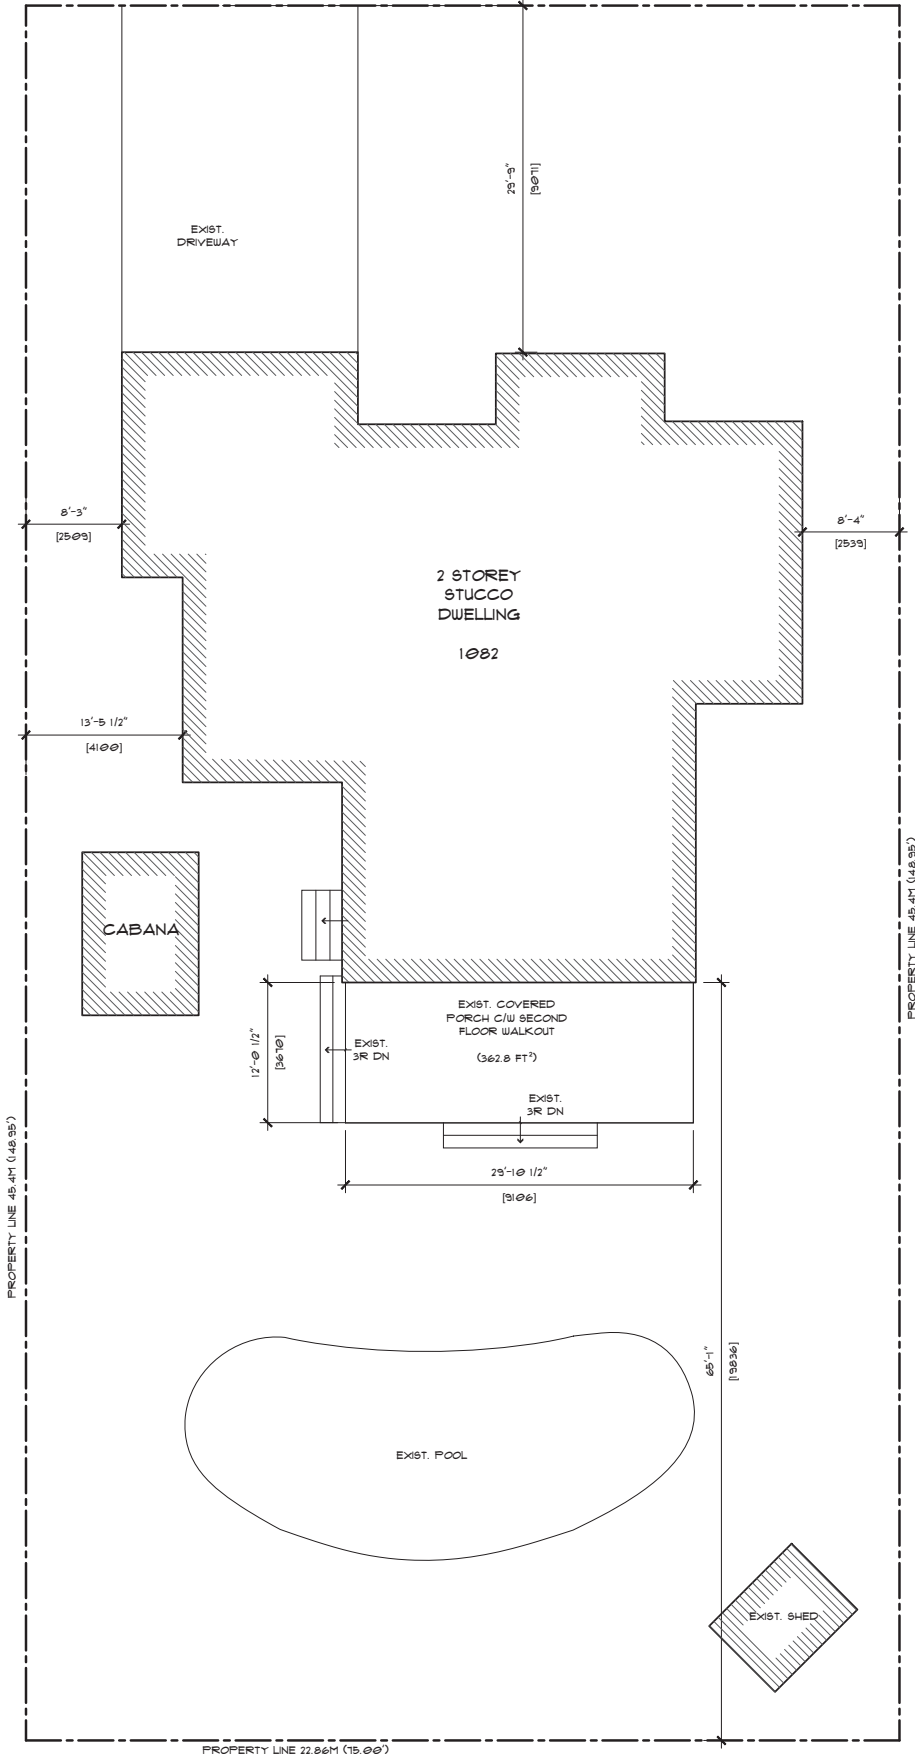 29'-9"
[9071]
EXIST.
DRIVEWAY
8'-3"
[2509]
8'-4"
[2539]
2 STOREY
STUCCO
DWELLING
1082
13'-5 1/2"
[4100]
PROPERTY LINE 45.4M (148.95')
CABANA
EXIST. COVERED
PORCH C/W SECOND
FLOOR WALKOUT
(362.8 FT²)
12'-0 1/2"
[3670]
EXIST.
3R DN
EXIST.
3R DN
29'-10 1/2"
[9106]
PROPERTY LINE 45.4M (148.95')
65'-1"
[19836]
EXIST. POOL
EXIST. SHED
PROPERTY LINE 22.86M (75.00')